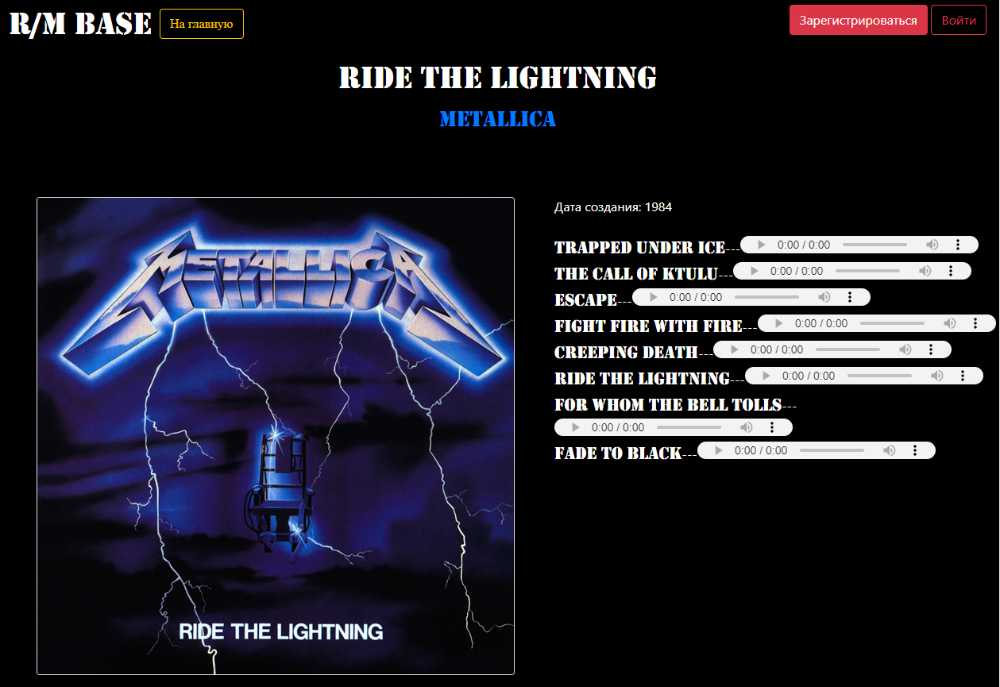 R/M BASE На главную Зарегистрироваться Войти
RIDE THE LIGHTNING
METALLICA
METALLICA
RIDE THE LIGHTNING
Дата создания: 1984
TRAPPED UNDER ICE--- 0:00 / 0:00
THE CALL OF KTULU--- 0:00 / 0:00
ESCAPE--- 0:00 / 0:00
FIGHT FIRE WITH FIRE--- 0:00 / 0:00
CREEPING DEATH--- 0:00 / 0:00
RIDE THE LIGHTNING--- 0:00 / 0:00
FOR WHOM THE BELL TOLLS---
0:00 / 0:00
FADE TO BLACK--- 0:00 / 0:00